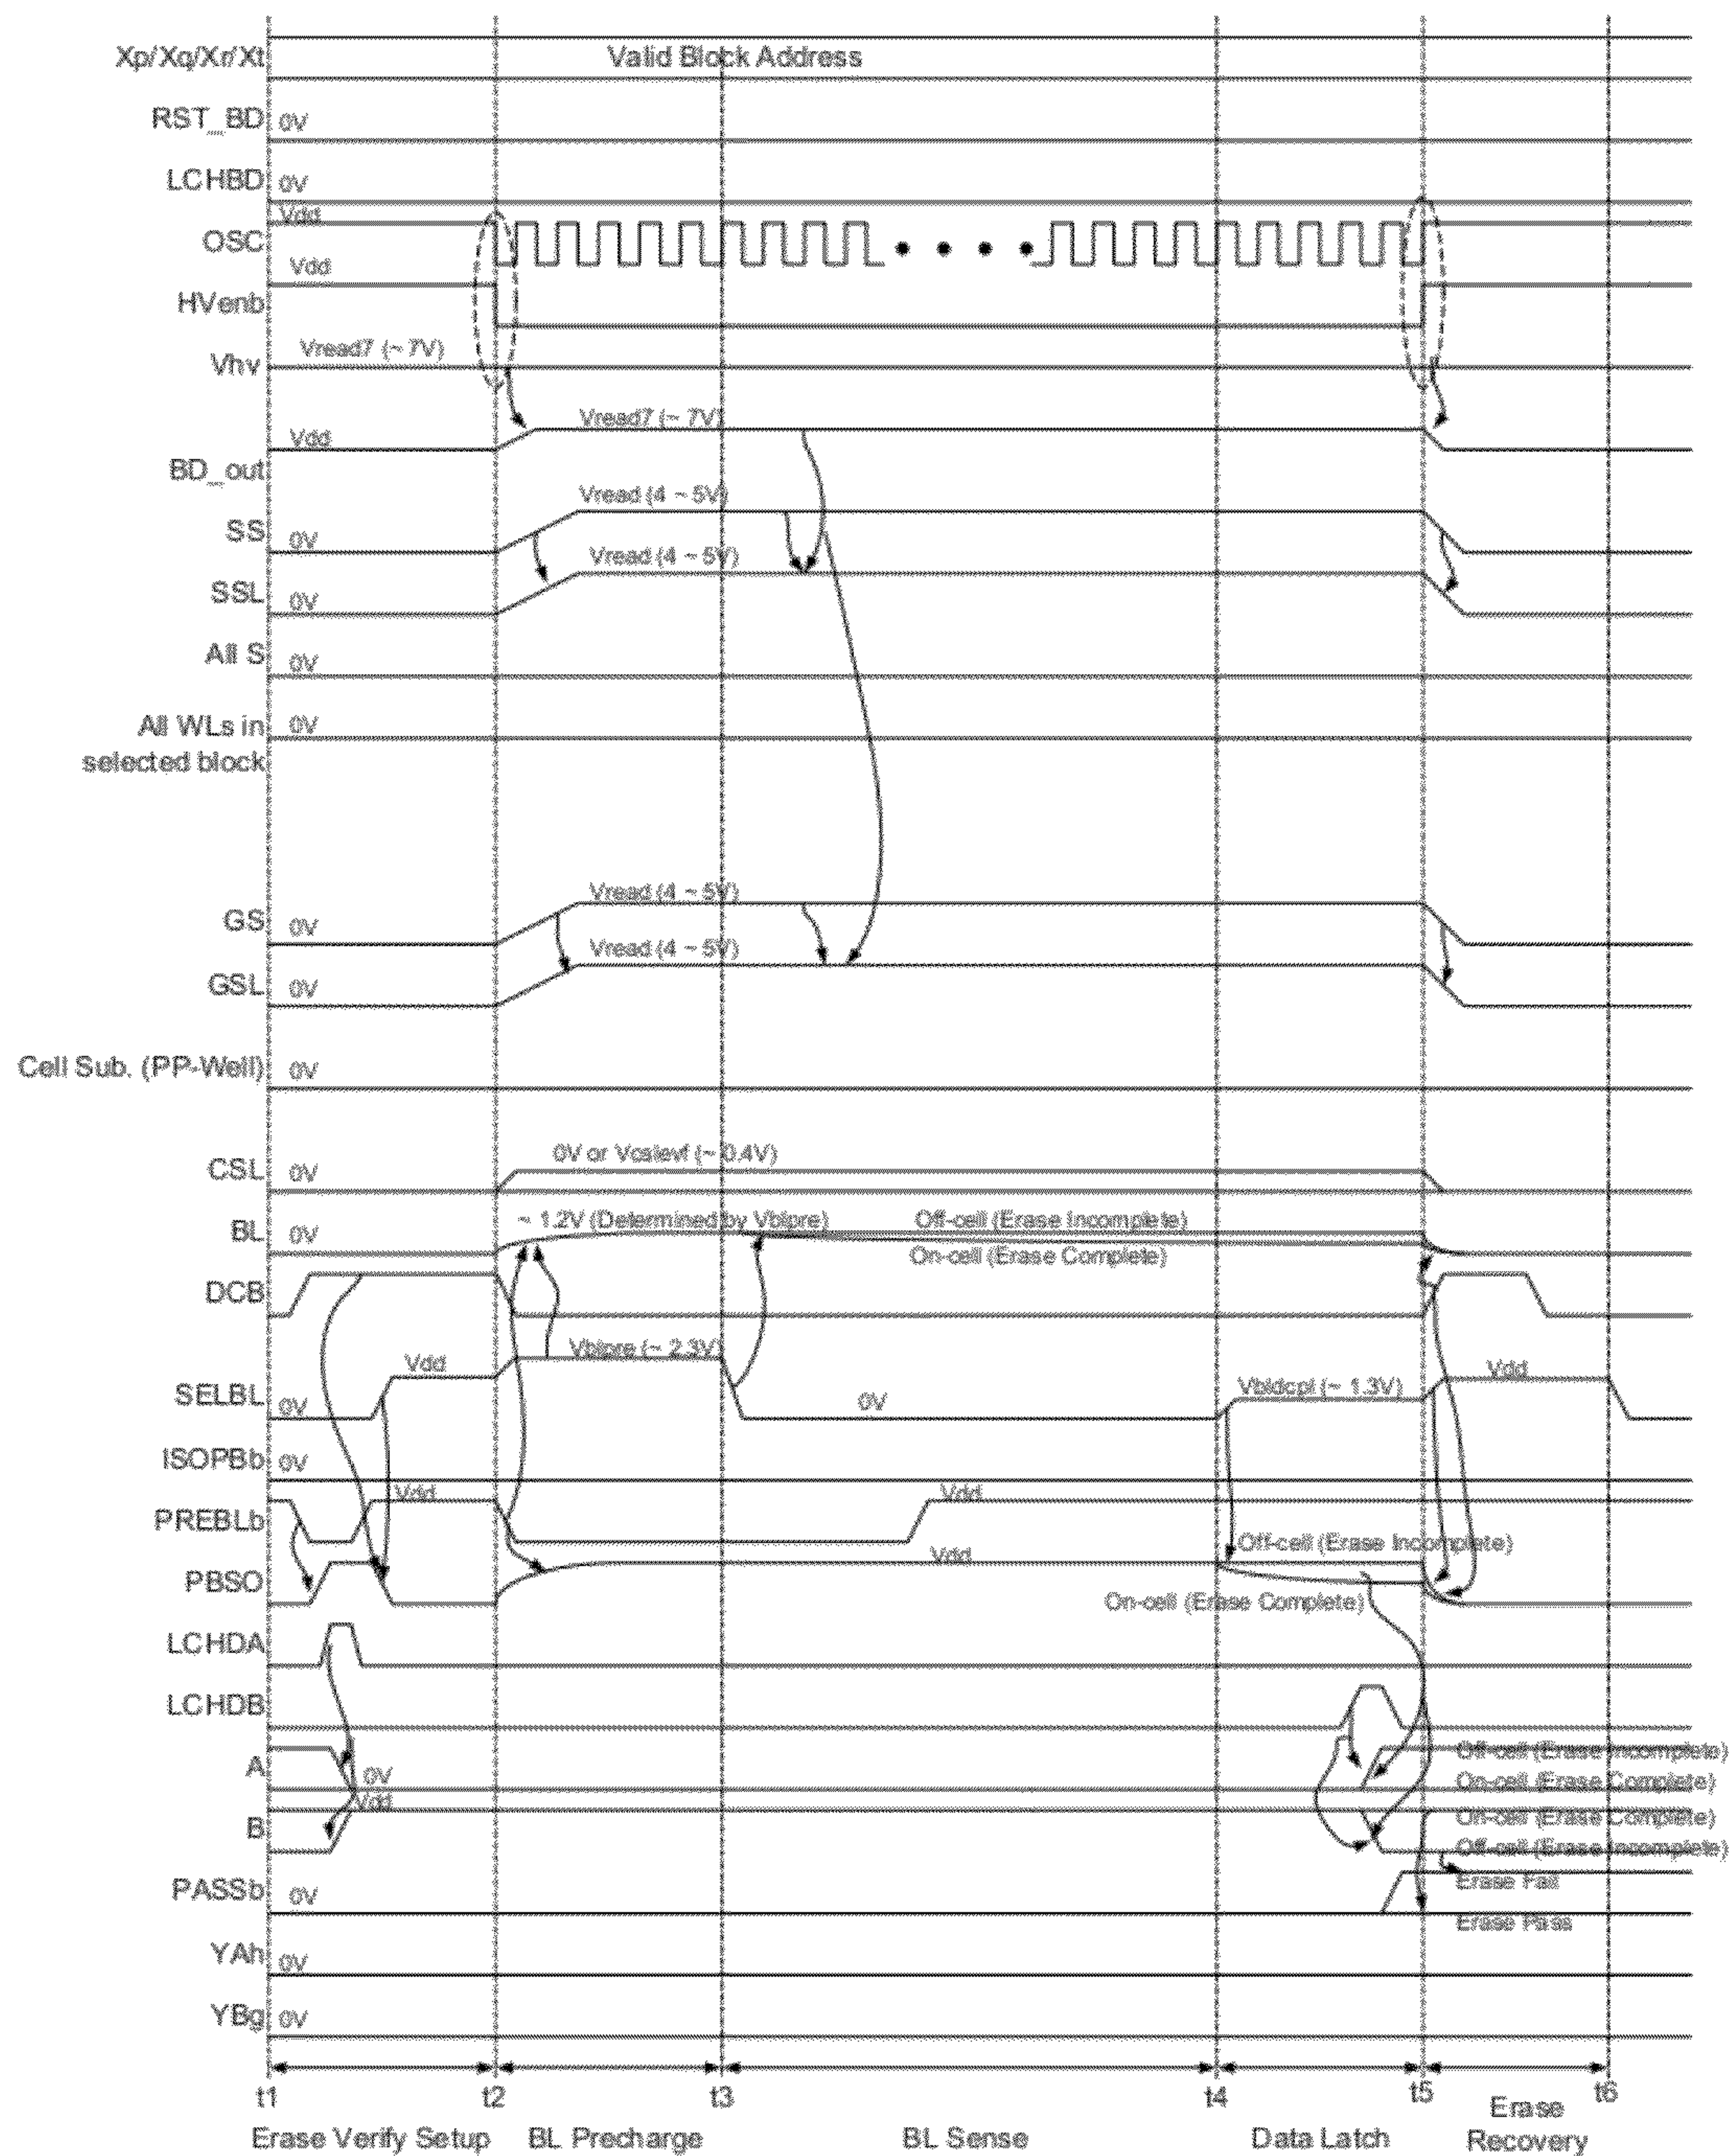 Xp/Xq/Xr/Xt
Valid Block Address
RST_BD 0V
LCHBD 0V
Vdd
OSC
Vdd
HVenb
Vread7 (~ 7V)
Vhv
Vread7 (~ 7V)
Vdd
BD_out
Vread (4 ~ 5V)
SS 0V
Vread (4 ~ 5V)
SSL 0V
All S 0V
All WLs in 0V
selected block
Vread (4 ~ 5V)
GS 0V
Vread (4 ~ 5V)
GSL 0V
Cell Sub. (PP-Well) 0V
0V or Vcslevf (~ 0.4V)
CSL 0V
~ 1.2V (Determined by Vblpre) Off-cell (Erase Incomplete)
BL 0V
On-cell (Erase Complete)
DCB
Vblpre (~ 2.3V)
Vdd Vdd
Vbldcpl (~ 1.3V)
SELBL 0V 0V
ISOPBb 0V
Vdd Vdd
PREBLb
Off-cell (Erase Incomplete)
Vdd
PBSO
On-cell (Erase Complete)
LCHDA
LCHDB
Off-cell (Erase Incomplete)
A
0V On-cell (Erase Complete)
Vdd
On-cell (Erase Complete)
B
Off-cell (Erase Incomplete)
Erase Fail
PASSb 0V
Erase Pass
YAh 0V
YBg 0V
t1 t2 t3 t4 t5 t6
Erase Verify Setup BL Precharge BL Sense Data Latch Erase
Recovery